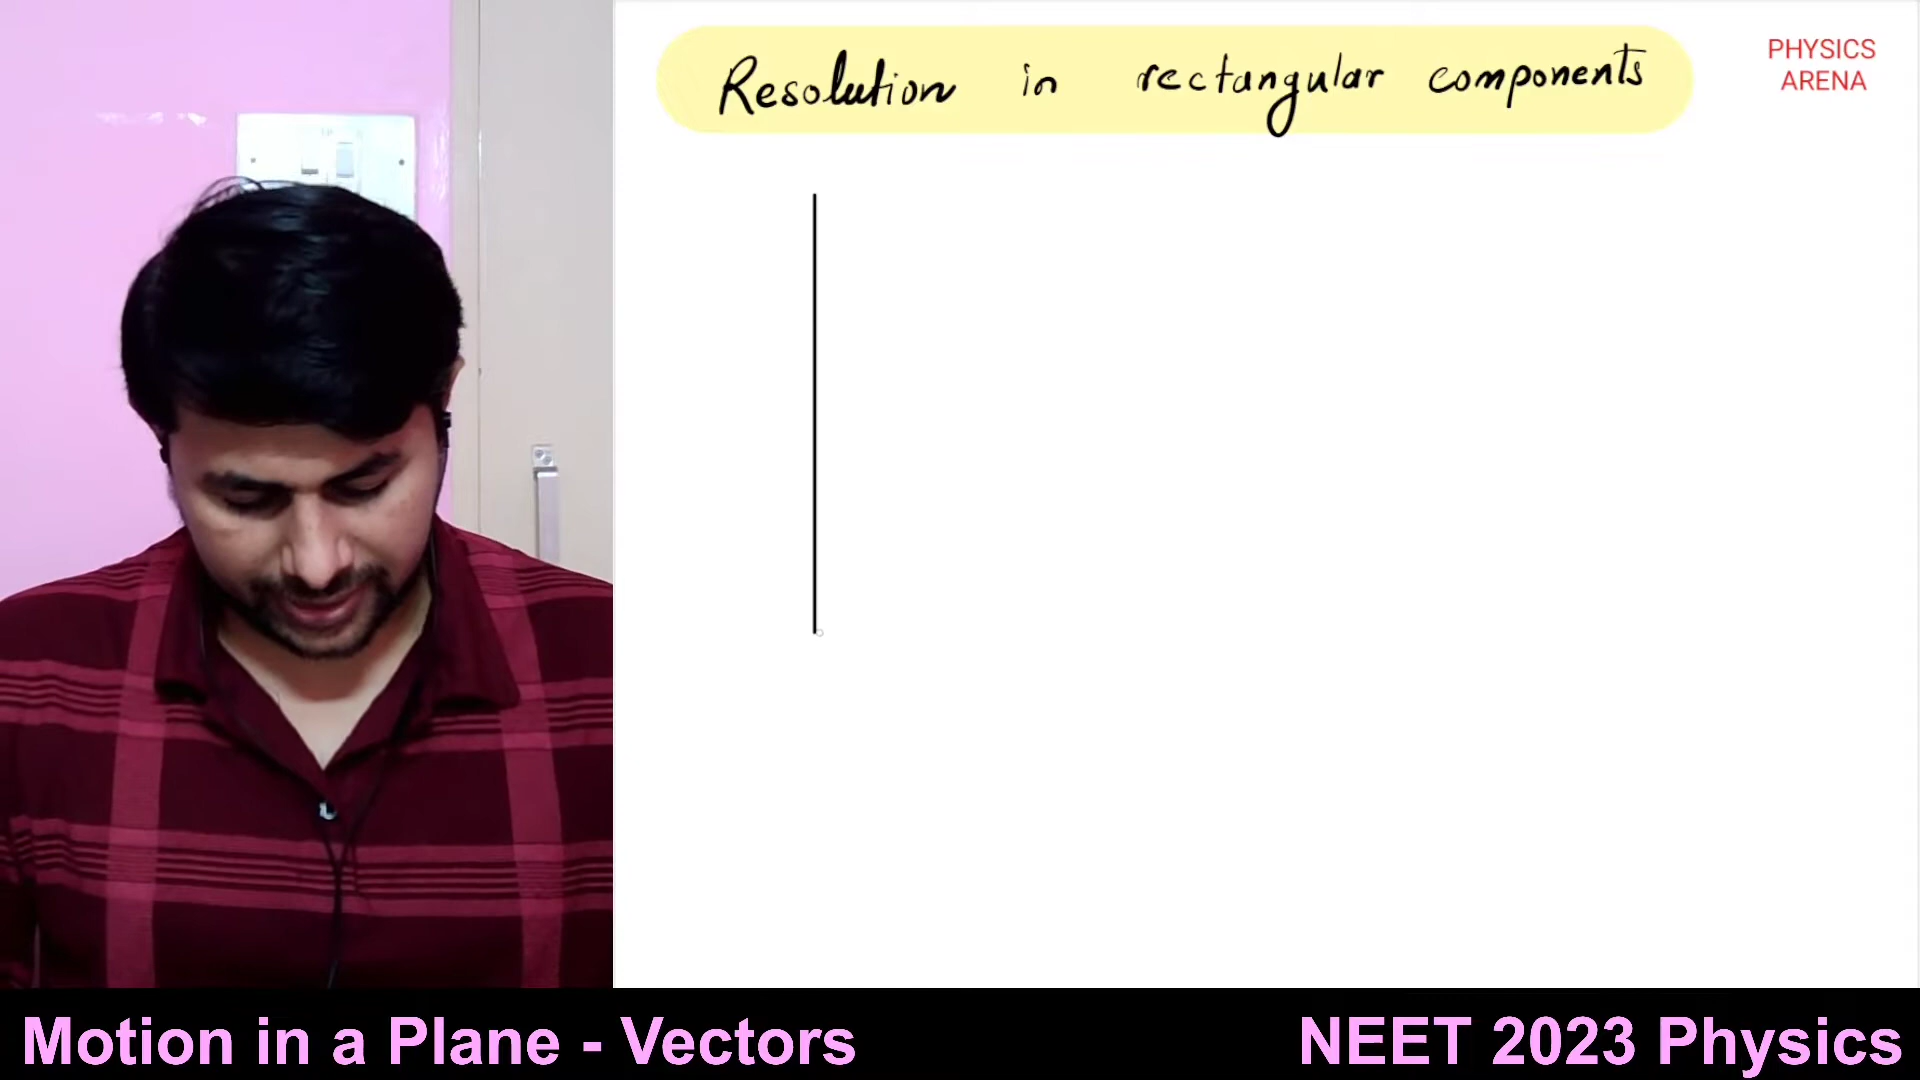 Resolution in rectangular components
PHYSICS
ARENA
Motion in a Plane - Vectors
NEET 2023 Physics